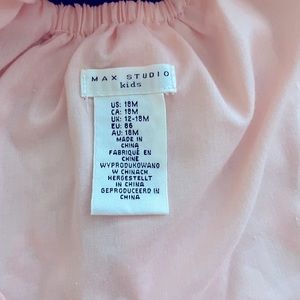 MAX STUDIO
kids
US: 18M
CA: 18M
UK: 12-18M
EU: 86
AU: 18M
MADE IN
CHINA
FABRIQUÉ EN
CHINE
WYPRODUKOWANO
W CHINACH
HERGESTELLT
IN CHINA
GEPRODUCEERD IN
CHINA